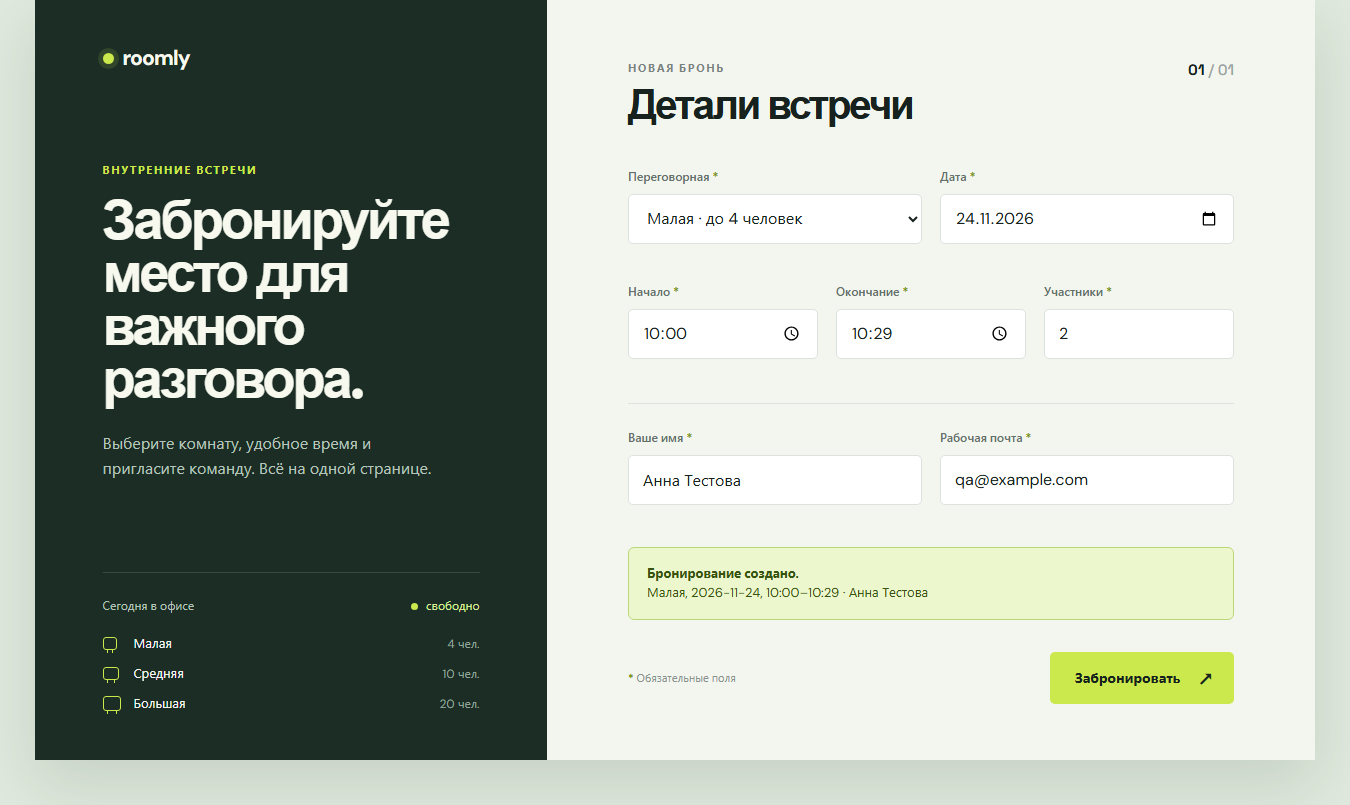 roomly
ВНУТРЕННИЕ ВСТРЕЧИ
Забронируйте
место для
важного
разговора.
Выберите комнату, удобное время и
пригласите команду. Всё на одной странице.
Сегодня в офисе
свободно
Малая
4 чел.
Средняя
10 чел.
Большая
20 чел.
НОВАЯ БРОНЬ
01 / 01
Детали встречи
Переговорная *
Дата *
Малая · до 4 человек
24.11.2026
Начало *
Окончание *
Участники *
10:00
10:29
2
Ваше имя *
Рабочая почта *
Анна Тестова
qa@example.com
Бронирование создано.
Малая, 2026-11-24, 10:00–10:29 · Анна Тестова
* Обязательные поля
Забронировать ↗